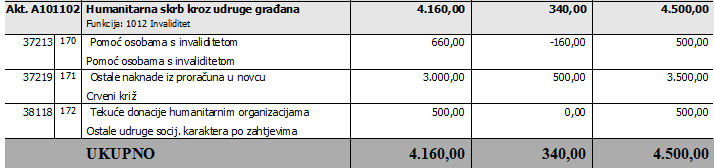 Akt. A101102 Humanitarna skrb kroz udruge građana 4.160,00 340,00 4.500,00
Funkcija: 1012 Invaliditet
37213 170 Pomoć osobama s invaliditetom 660,00 -160,00 500,00
Pomoć osobama s invaliditetom
37219 171 Ostale naknade iz proračuna u novcu 3.000,00 500,00 3.500,00
Crveni križ
38118 172 Tekuće donacije humanitarnim organizacijama 500,00 0,00 500,00
Ostale udruge socij. karaktera po zahtjevima
UKUPNO 4.160,00 340,00 4.500,00